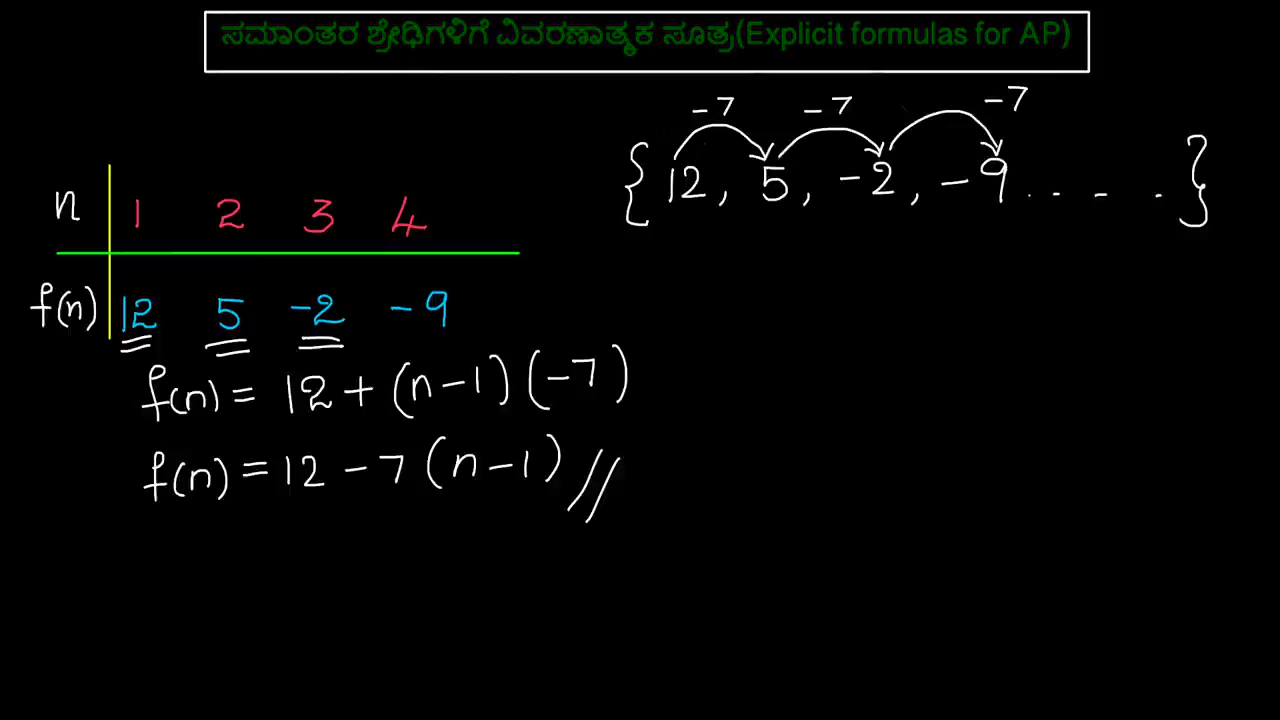 ಸಮಾಂತರ ಶ್ರೇಢಿಗಳಿಗೆ ವಿವರಣಾತ್ಮಕ ಸೂತ್ರ(Explicit formulas for AP)
-7 -7 -7
{12, 5, -2, -9 . . . . .}
n 1 2 3 4
f(n) 12 5 -2 -9
f(n) = 12 + (n-1) (-7)
f(n) = 12 - 7 (n-1) //